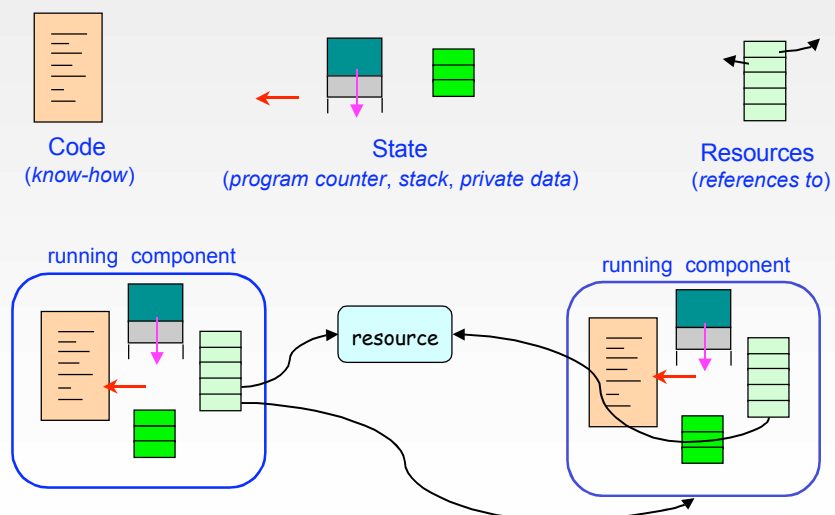 Code
(know-how)
State
(program counter, stack, private data)
Resources
(references to)
running component
running component
resource